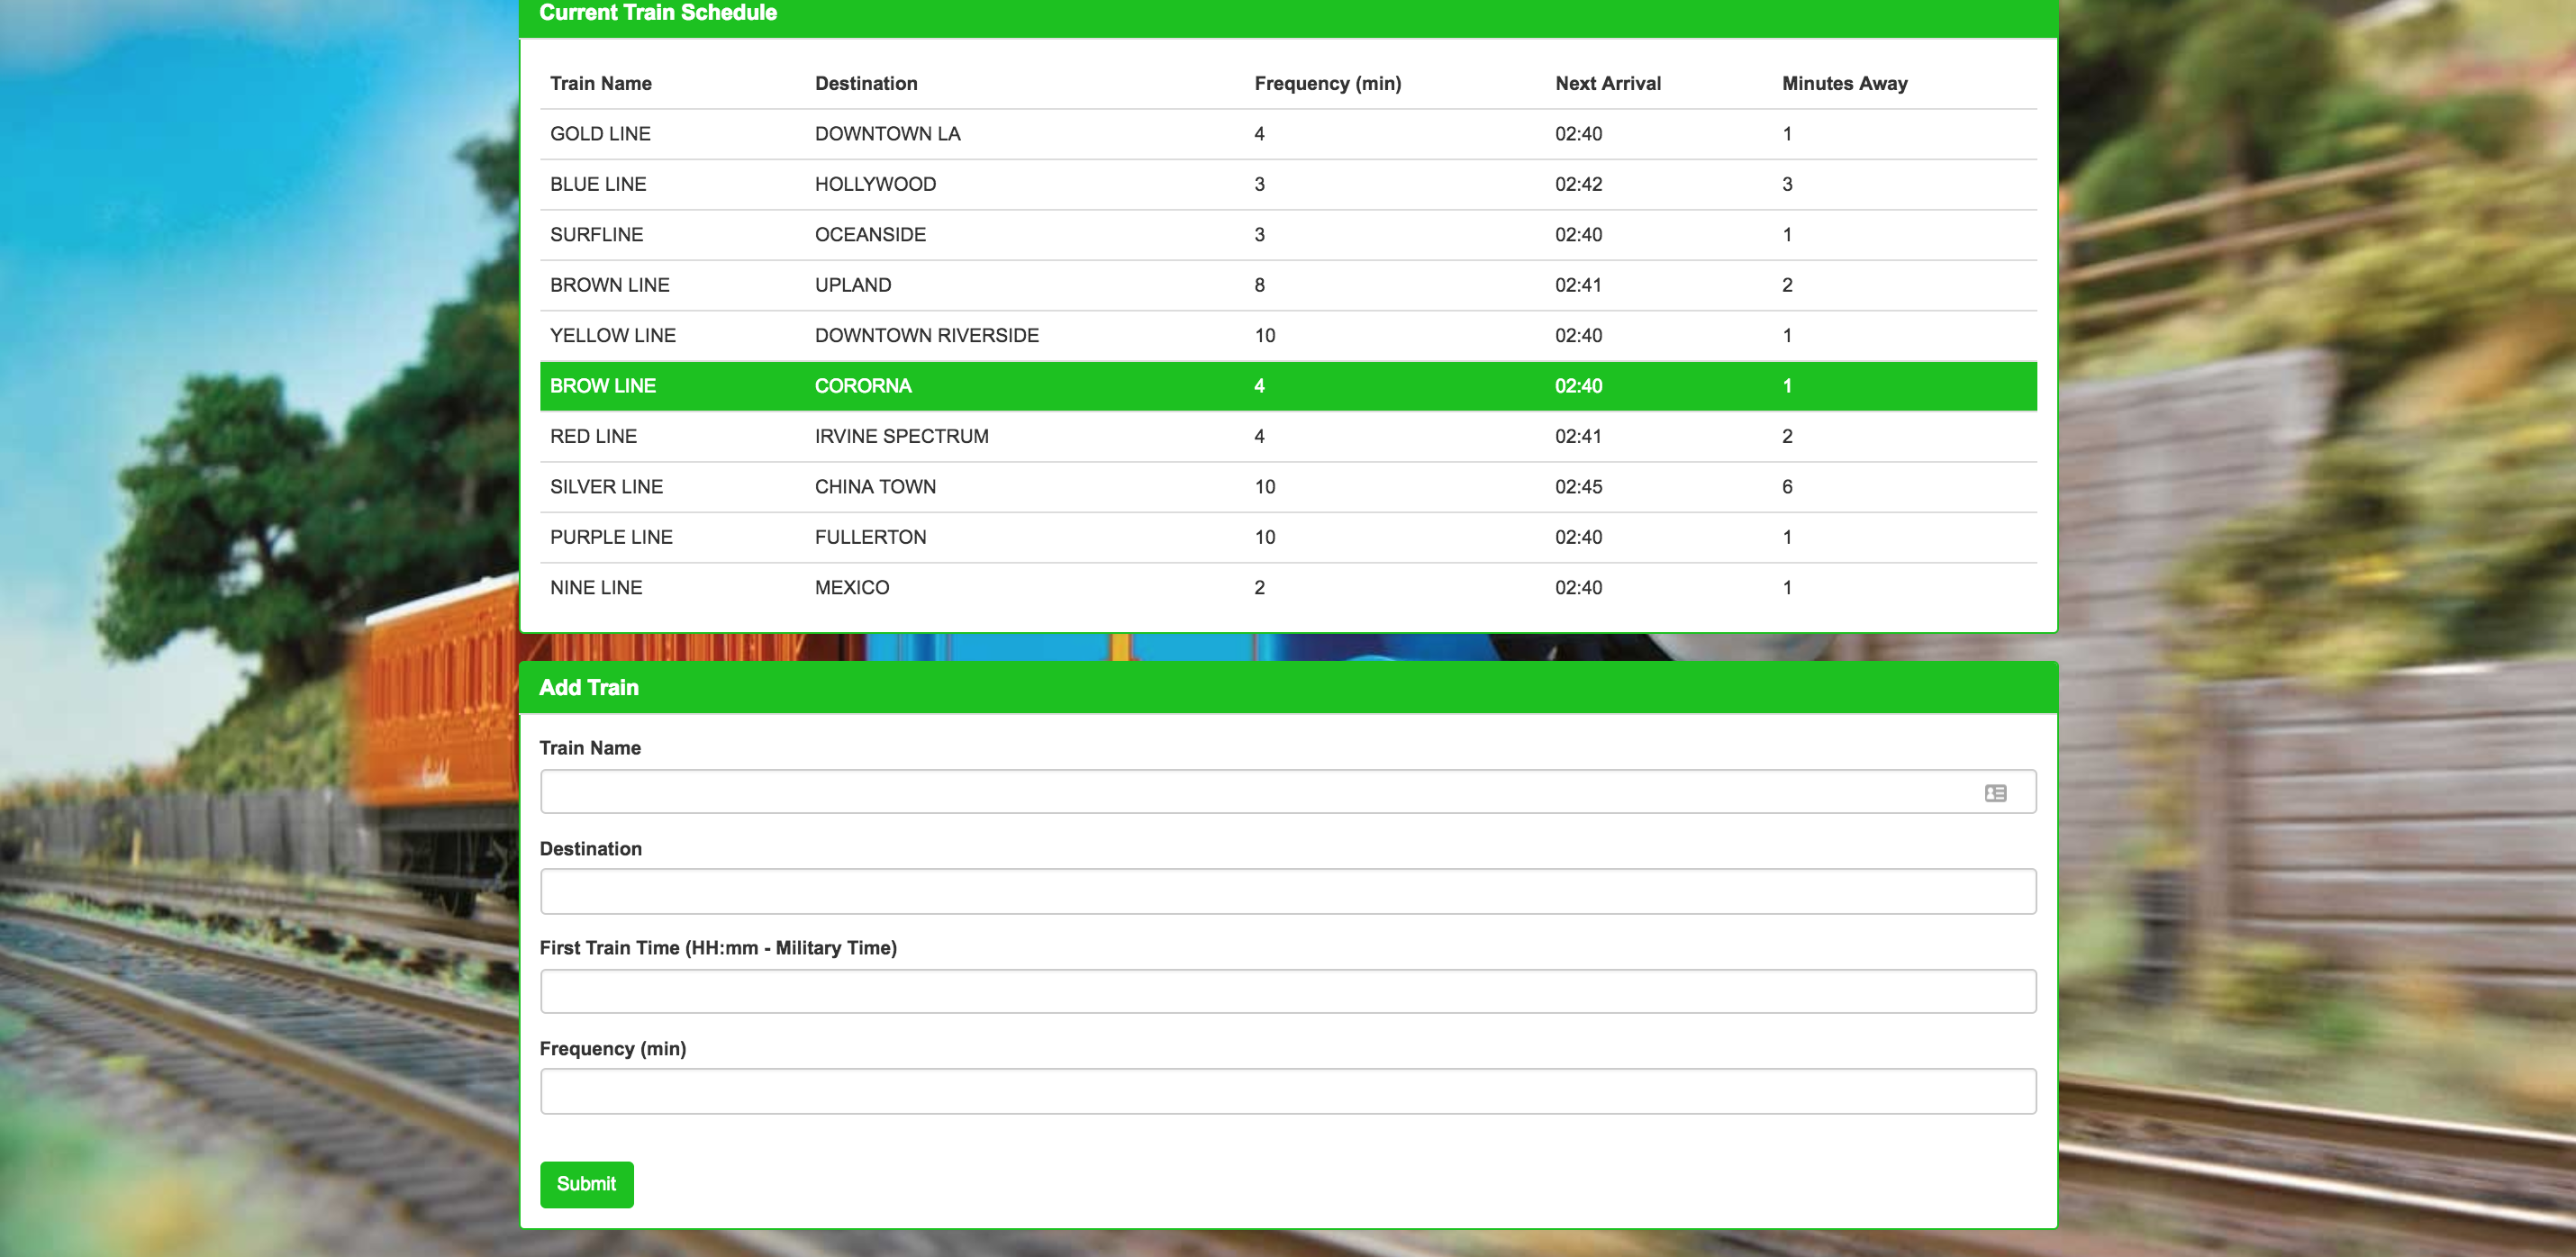 Current Train Schedule
Train Name Destination Frequency (min) Next Arrival Minutes Away
GOLD LINE DOWNTOWN LA 4 02:40 1
BLUE LINE HOLLYWOOD 3 02:42 3
SURFLINE OCEANSIDE 3 02:40 1
BROWN LINE UPLAND 8 02:41 2
YELLOW LINE DOWNTOWN RIVERSIDE 10 02:40 1
BROW LINE CORORNA 4 02:40 1
RED LINE IRVINE SPECTRUM 4 02:41 2
SILVER LINE CHINA TOWN 10 02:45 6
PURPLE LINE FULLERTON 10 02:40 1
NINE LINE MEXICO 2 02:40 1
Add Train
Train Name
Destination
First Train Time (HH:mm - Military Time)
Frequency (min)
Submit